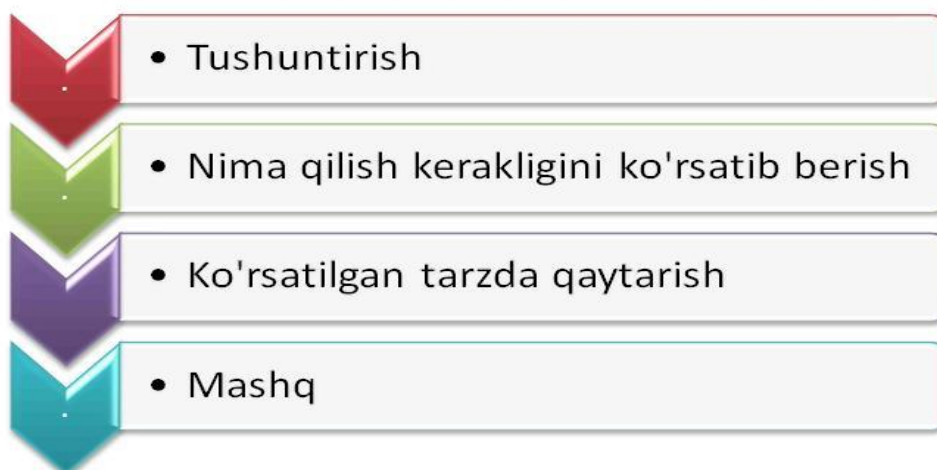 • Tushuntirish
• Nima qilish kerakligini ko'rsatib berish
• Ko'rsatilgan tarzda qaytarish
• Mashq